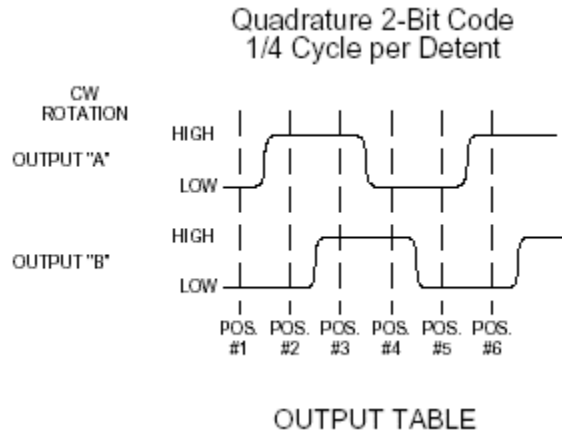 Quadrature 2-Bit Code
1/4 Cycle per Detent
CW
ROTATION
HIGH
OUTPUT "A"
LOW
HIGH
OUTPUT "B"
LOW
POS. POS. POS. POS. POS. POS.
#1 #2 #3 #4 #5 #6
OUTPUT TABLE